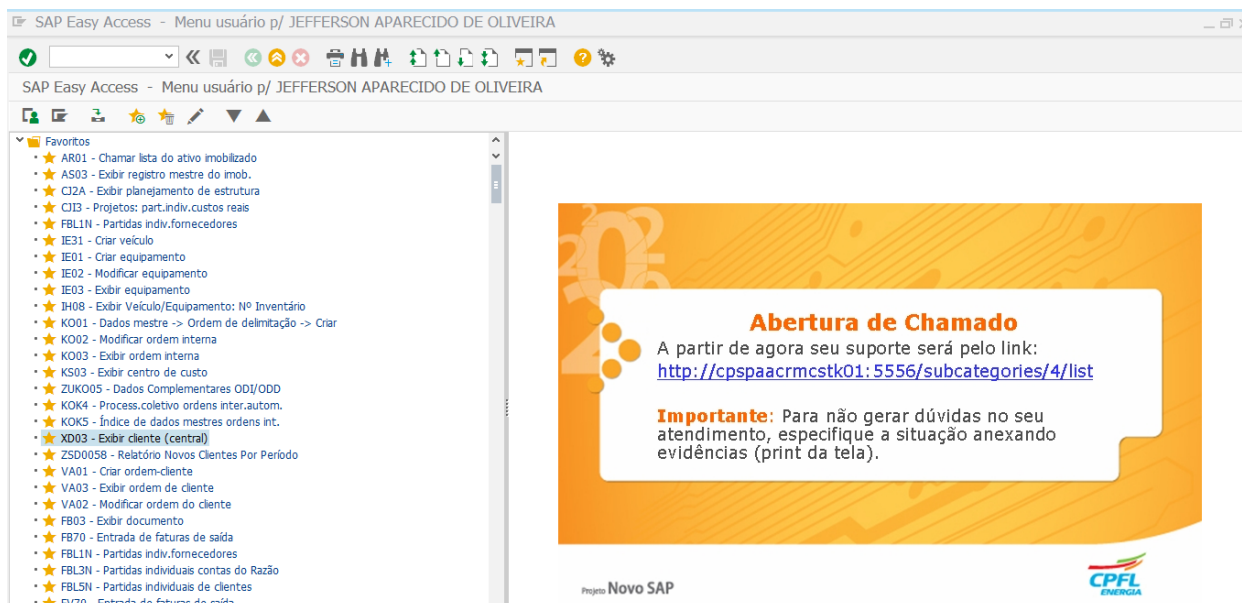 SAP Easy Access - Menu usuário p/ JEFFERSON APARECIDO DE OLIVEIRA
SAP Easy Access - Menu usuário p/ JEFFERSON APARECIDO DE OLIVEIRA
Favoritos
AR01 - Chamar lista do ativo imobilizado
AS03 - Exibir registro mestre do imob.
CJ2A - Exibir planejamento de estrutura
CJI3 - Projetos: part.indiv.custos reais
FBL1N - Partidas indiv.fornecedores
IE31 - Criar veículo
IE01 - Criar equipamento
IE02 - Modificar equipamento
IE03 - Exibir equipamento
IH08 - Exibir Veículo/Equipamento: Nº Inventário
KO01 - Dados mestre -> Ordem de delimitação -> Criar
KO02 - Modificar ordem interna
KO03 - Exibir ordem interna
KS03 - Exibir centro de custo
ZUKO05 - Dados Complementares ODI/ODD
KOK4 - Process.coletivo ordens inter.autom.
KOK5 - Índice de dados mestres ordens int.
XD03 - Exibir cliente (central)
ZSD0058 - Relatório Novos Clientes Por Período
VA01 - Criar ordem-cliente
VA03 - Exibir ordem de cliente
VA02 - Modificar ordem do cliente
FB03 - Exibir documento
FB70 - Entrada de faturas de saída
FBL1N - Partidas indiv.fornecedores
FBL3N - Partidas individuais contas do Razão
FBL5N - Partidas individuais de clientes
FV70 - Entrada de faturas de saída
Abertura de Chamado
A partir de agora seu suporte será pelo link:
http://cpspaacrmcstk01:5556/subcategories/4/list
Importante: Para não gerar dúvidas no seu
atendimento, especifique a situação anexando
evidências (print da tela).
Projeto Novo SAP
CPFL
ENERGIA